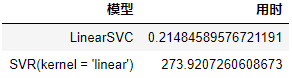 模型 用时
LinearSVC 0.21484589576721191
SVR(kernel = 'linear') 273.9207260608673